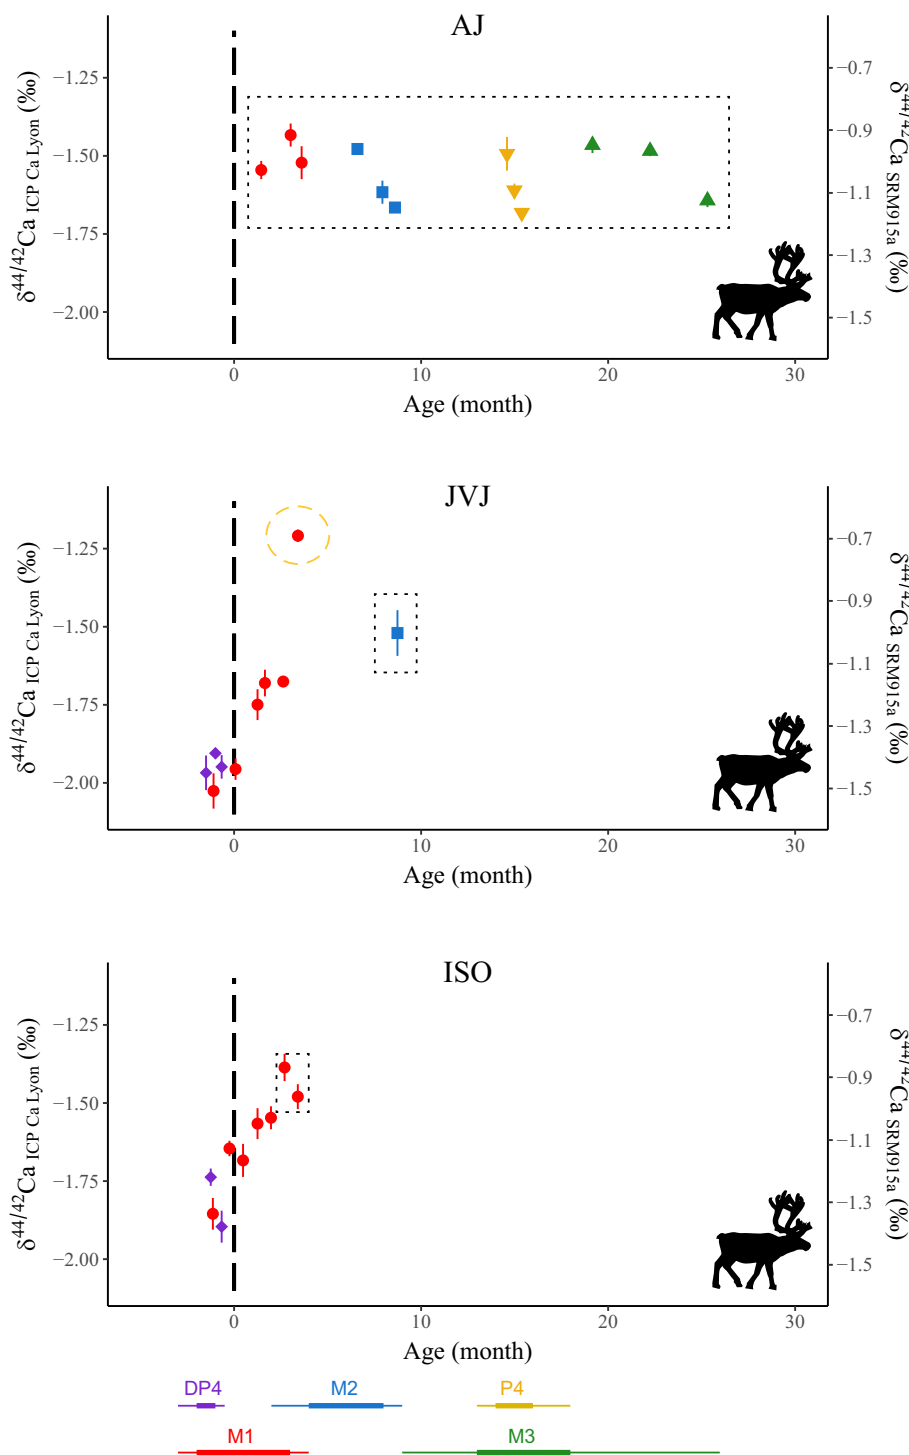 AJ
δ44/42Ca ICP Ca Lyon (‰)
−1.25
−1.50
−1.75
−2.00
−0.7
−0.9
−1.1
−1.3
−1.5
δ44/42Ca SRM915a (‰)
0 10 20 30
Age (month)
JVJ
δ44/42Ca ICP Ca Lyon (‰)
−1.25
−1.50
−1.75
−2.00
−0.7
−0.9
−1.1
−1.3
−1.5
δ44/42Ca SRM915a (‰)
0 10 20 30
Age (month)
ISO
δ44/42Ca ICP Ca Lyon (‰)
−1.25
−1.50
−1.75
−2.00
−0.7
−0.9
−1.1
−1.3
−1.5
δ44/42Ca SRM915a (‰)
0 10 20 30
Age (month)
DP4 M2 P4
M1 M3